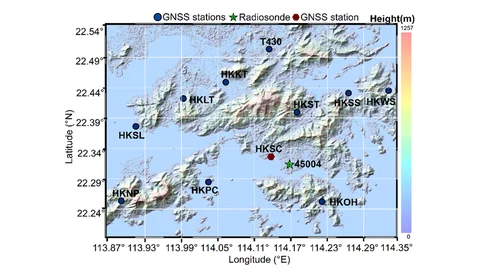 GNSS stations Radiosonde GNSS station Height(m)
22.54°
22.49°
22.44°
22.39°
22.34°
22.29°
22.24°
Latitude (°N)
T430
HKKT
HKLT
HKSL
HKST
HKSS
HKWS
HKSC
45004
HKNP
HKPC
HKOH
1257
0
113.87° 113.93° 113.99° 114.05° 114.11° 114.17° 114.23° 114.29° 114.35°
Longitude (°E)